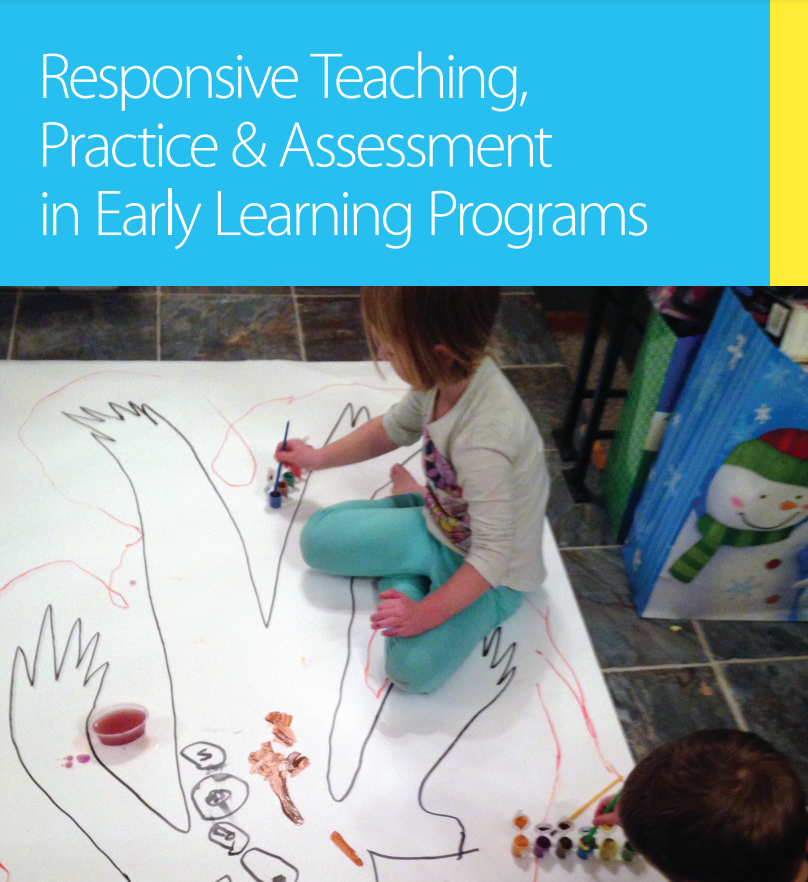 Responsive Teaching,
Practice & Assessment
in Early Learning Programs